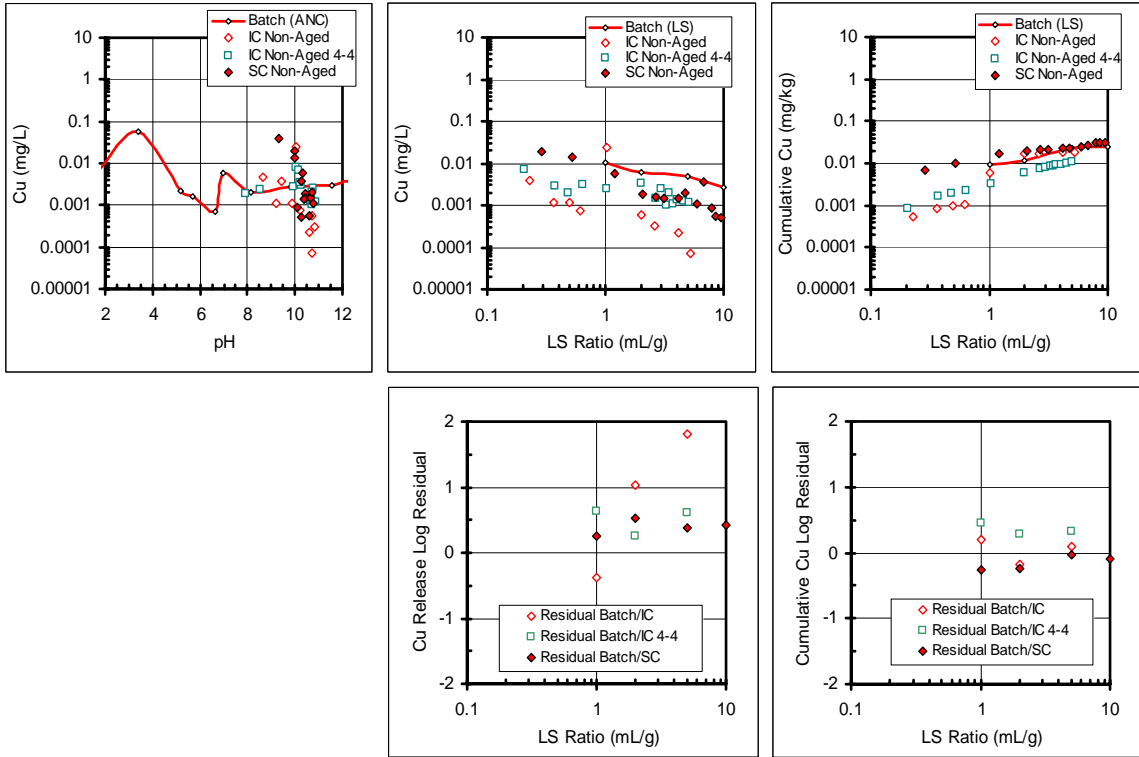 Batch (ANC)
IC Non-Aged
IC Non-Aged 4-4
SC Non-Aged
10
1
0.1
0.01
0.001
0.0001
0.00001
Cu (mg/L)
2 4 6 8 10 12
pH
Batch (LS)
IC Non-Aged
IC Non-Aged 4-4
SC Non-Aged
10
1
0.1
0.01
0.001
0.0001
0.00001
Cu (mg/L)
0.1 1 10
LS Ratio (mL/g)
Batch (LS)
IC Non-Aged
IC Non-Aged 4-4
SC Non-Aged
10
1
0.1
0.01
0.001
0.0001
0.00001
Cumulative Cu (mg/kg)
0.1 1 10
LS Ratio (mL/g)
2
1
0
-1
-2
Cu Release Log Residual
Residual Batch/IC
Residual Batch/IC 4-4
Residual Batch/SC
0.1 1 10
LS Ratio (mL/g)
2
1
0
-1
-2
Cumulative Cu Log Residual
Residual Batch/IC
Residual Batch/IC 4-4
Residual Batch/SC
0.1 1 10
LS Ratio (mL/g)